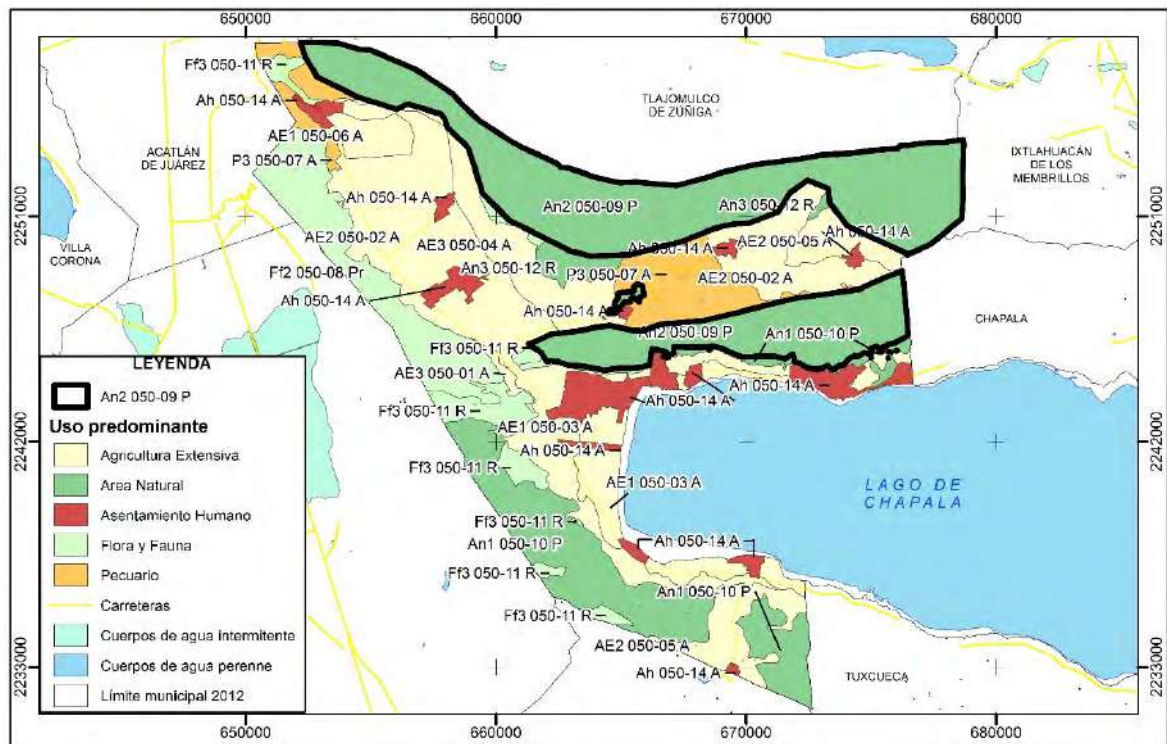 650000
660000
670000
680000
Ff3 050-11 R
TLAJOMULCO
DE ZÚÑIGA
Ah 050-14 A
AE1 050-06 A
ACATLÁN
DE JUÁREZ
P3 050-07 A
IXTLAHUACÁN
DE LOS
MEMBRILLOS
2251000
Ah 050-14 A
An2 050-09 P
An3 050-12 R
2251000
AE2 050-02 A
AE3 050-04 A
Ah 050-14 A
AE2 050-05 A
Ah 050-14 A
VILLA
CORONA
Ff2 050-08 Pr
An3 050-12 R
P3 050-07 A
AE2 050-02 A
Ah 050-14 A
Ah 050-14 A
CHAPALA
An2 050-09 P
An1 050-10 P
Ff3 050-11 R
LEYENDA
An2 050-09 P
Uso predominante
Agricultura Extensiva
Area Natural
Asentamiento Humano
Flora y Fauna
Pecuario
Carreteras
Cuerpos de agua intermitente
Cuerpos de agua perenne
Límite municipal 2012
AE3 050-01 A
Ah 050-14 A
Ff3 050-11 R
Ah 050-14 A
AE1 050-03 A
2242000
Ah 050-14 A
2242000
Ff3 050-11 R
AE1 050-03 A
LAGO DE
CHAPALA
Ff3 050-11 R
An1 050-10 P
Ah 050-14 A
Ff3 050-11 R
An1 050-10 P
Ff3 050-11 R
AE2 050-05 A
Ah 050-14 A
TUXCUECA
2233000
2233000
650000
660000
670000
680000